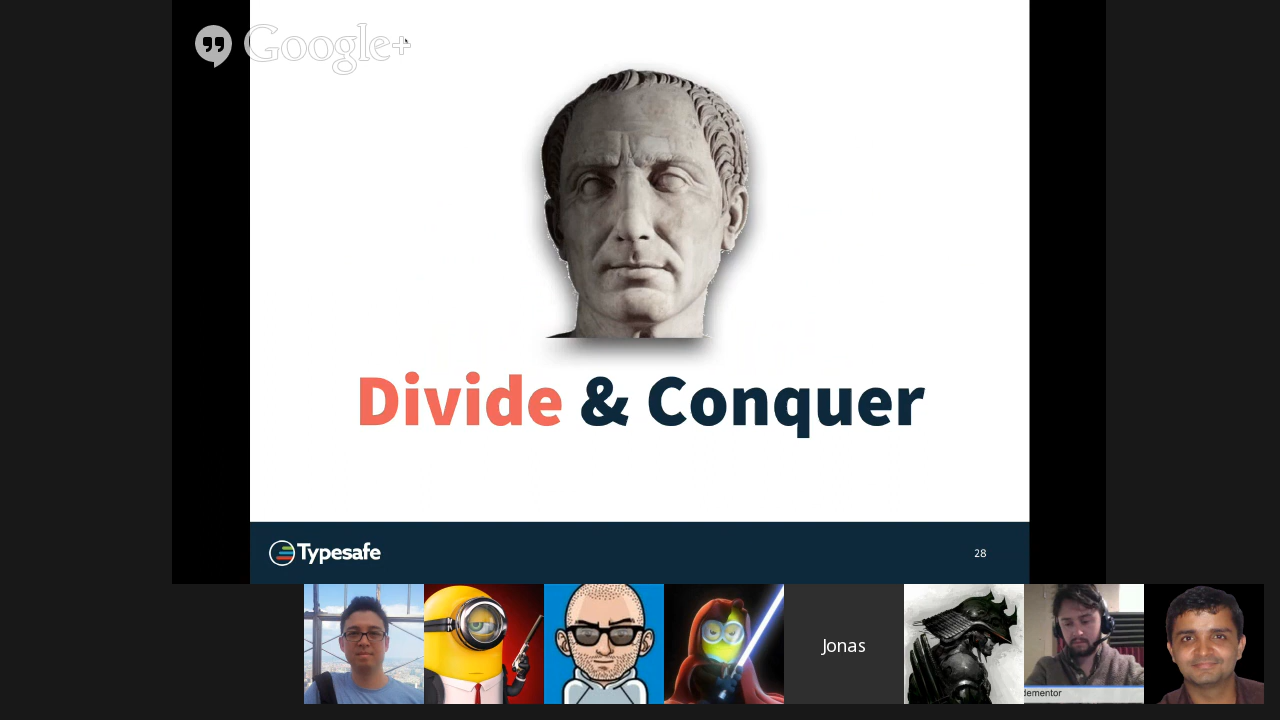 Google+
Divide & Conquer
Typesafe
28
Jonas
dementor